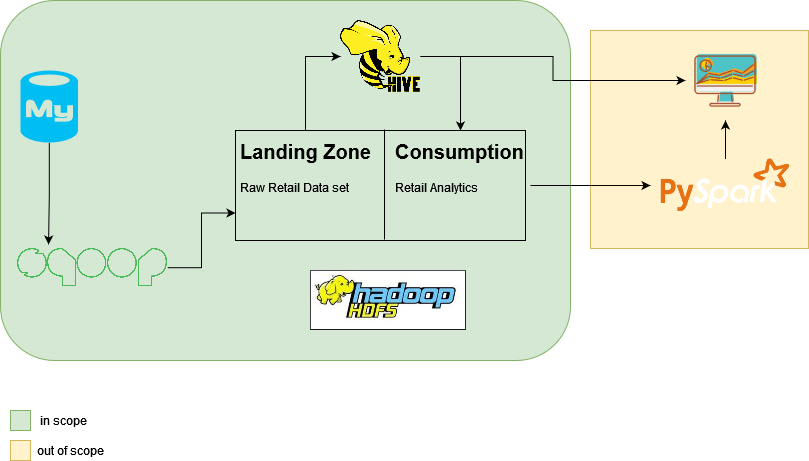 HIVE
My
Landing Zone
Consumption
Raw Retail Data set
Retail Analytics
PySpark
sqoop
hadoop
HDFS
in scope
out of scope